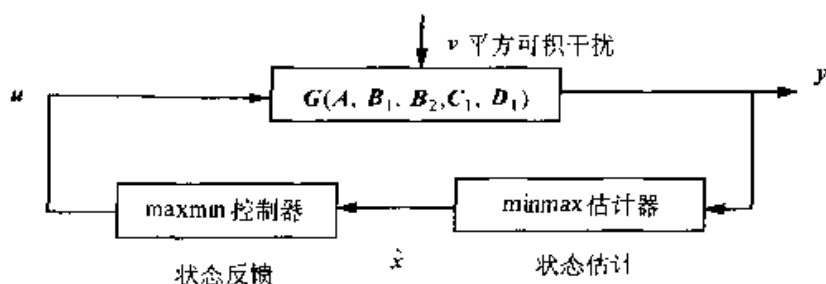 v 平方可积干扰
u
G(A, B₁, B₂,C₁, D₁)
y
maxmin 控制器
minmax 估计器
状态反馈
x̂
状态估计